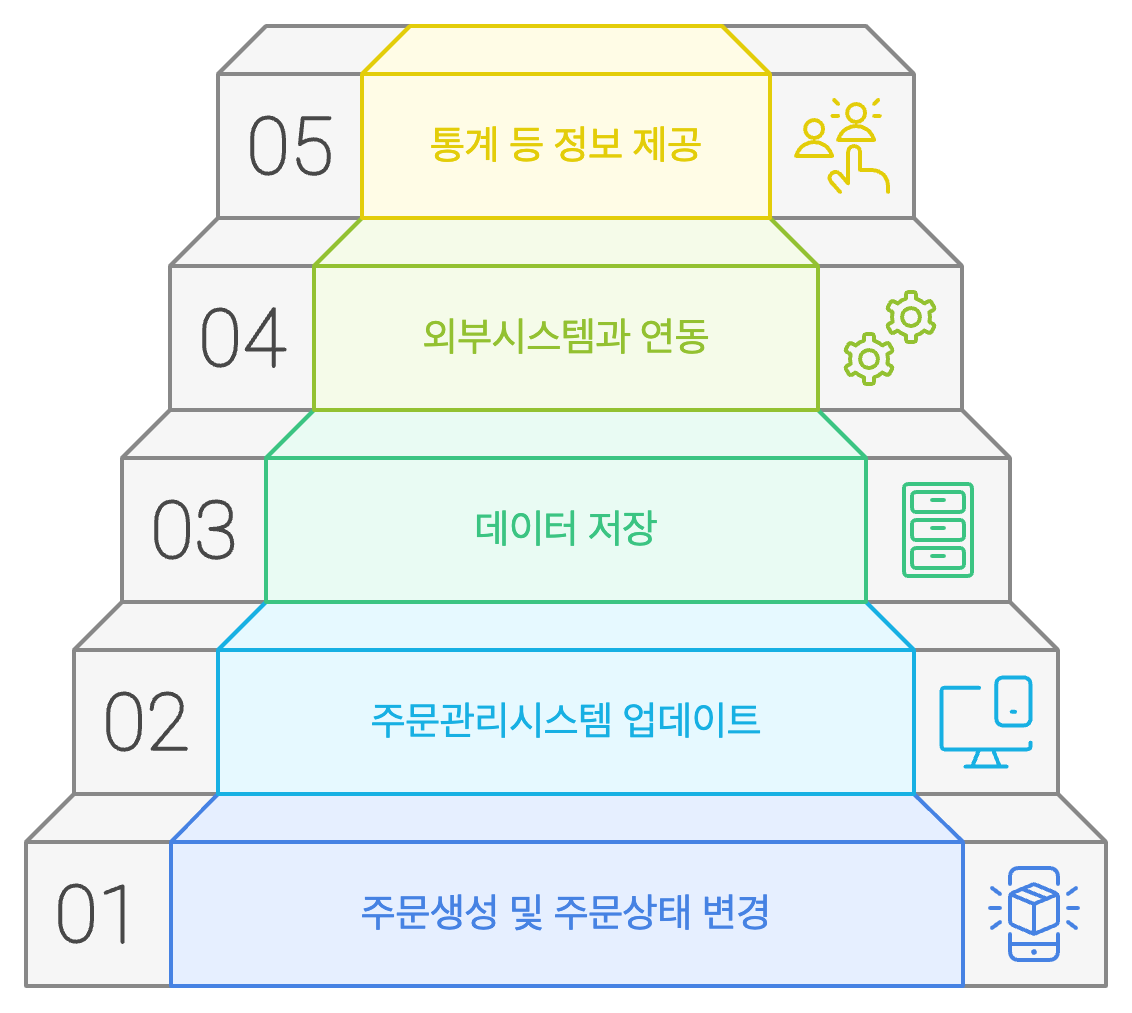 05
통계 등 정보 제공
04
외부시스템과 연동
03
데이터 저장
02
주문관리시스템 업데이트
01
주문생성 및 주문상태 변경